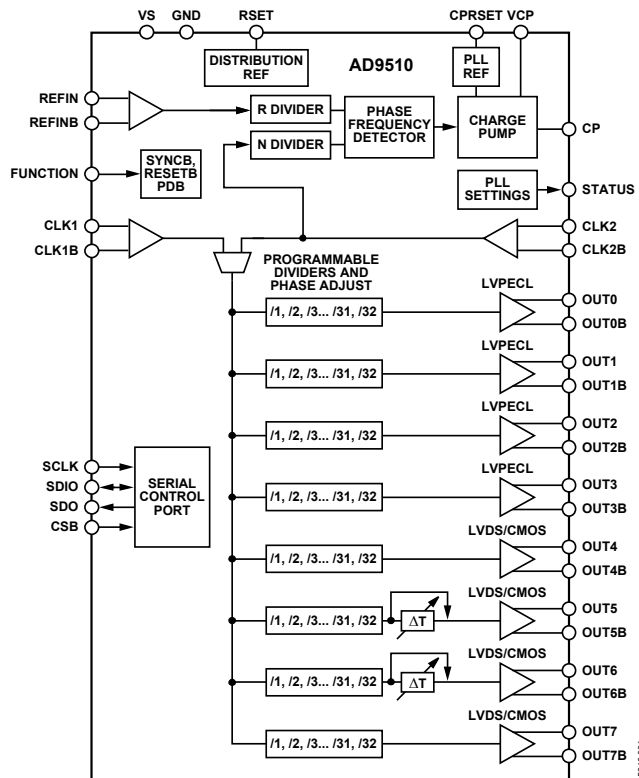 VS GND RSET CPRSET VCP
DISTRIBUTION
REF
AD9510
PLL
REF
REFIN
REFINB
R DIVIDER
N DIVIDER
PHASE
FREQUENCY
DETECTOR
CHARGE
PUMP
CP
FUNCTION
SYNCB,
RESETB
PDB
PLL
SETTINGS
STATUS
CLK1
CLK1B
CLK2
CLK2B
PROGRAMMABLE
DIVIDERS AND
PHASE ADJUST
LVPECL
/1, /2, /3... /31, /32
OUT0
OUT0B
LVPECL
/1, /2, /3... /31, /32
OUT1
OUT1B
LVPECL
/1, /2, /3... /31, /32
OUT2
OUT2B
SCLK
SDIO
SDO
CSB
SERIAL
CONTROL
PORT
LVPECL
/1, /2, /3... /31, /32
OUT3
OUT3B
LVDS/CMOS
/1, /2, /3... /31, /32
OUT4
OUT4B
LVDS/CMOS
/1, /2, /3... /31, /32
ΔT
OUT5
OUT5B
LVDS/CMOS
/1, /2, /3... /31, /32
ΔT
OUT6
OUT6B
LVDS/CMOS
/1, /2, /3... /31, /32
OUT7
OUT7B